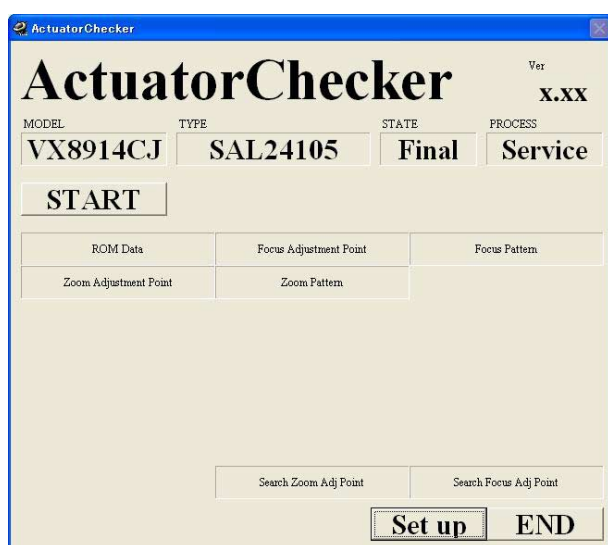 ActuatorChecker
ActuatorChecker
Ver
x.xx
MODEL TYPE STATE PROCESS
VX8914CJ SAL24105 Final Service
START
ROM Data Focus Adjustment Point Focus Pattern
Zoom Adjustment Point Zoom Pattern
Search Zoom Adj Point Search Focus Adj Point
Set up END